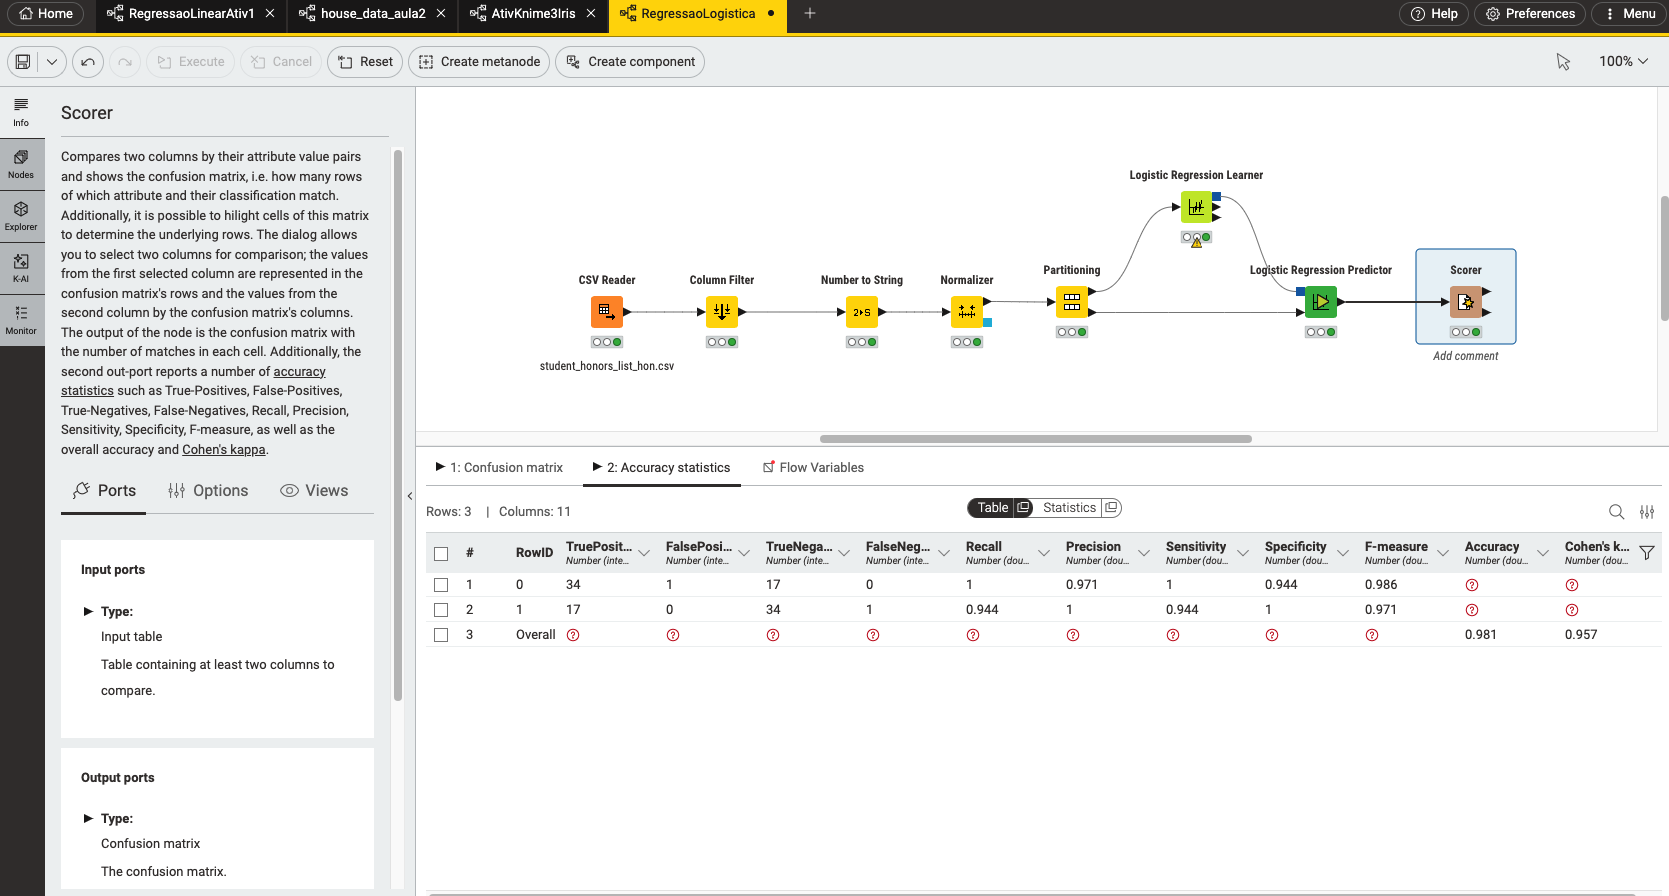 Home
RegressaoLinearAtiv1
house_data_aula2
AtivKnime3Iris
RegressaoLogistica
Help
Preferences
Menu
Execute
Cancel
Reset
Create metanode
Create component
100%
Info
Nodes
Explorer
K-AI
Monitor
Scorer
Compares two columns by their attribute value pairs
and shows the confusion matrix, i.e. how many rows
of which attribute and their classification match.
Additionally, it is possible to hilight cells of this matrix
to determine the underlying rows. The dialog allows
you to select two columns for comparison; the values
from the first selected column are represented in the
confusion matrix's rows and the values from the
second column by the confusion matrix's columns.
The output of the node is the confusion matrix with
the number of matches in each cell. Additionally, the
second out-port reports a number of accuracy
statistics such as True-Positives, False-Positives,
True-Negatives, False-Negatives, Recall, Precision,
Sensitivity, Specificity, F-measure, as well as the
overall accuracy and Cohen's kappa.
Ports Options Views
Input ports
Type:
Input table
Table containing at least two columns to
compare.
Output ports
Type:
Confusion matrix
The confusion matrix.
Logistic Regression Learner
CSV Reader
Column Filter
Number to String
2 S
Normalizer
Partitioning
Logistic Regression Predictor
Scorer
student_honors_list_hon.csv
Add comment
1: Confusion matrix 2: Accuracy statistics Flow Variables
Rows: 3 | Columns: 11
Table Statistics
# RowID TruePosit... FalsePosi... TrueNega... FalseNeg... Recall Precision Sensitivity Specificity F-measure Accuracy Cohen's k...
Number (inte... Number (inte... Number (inte... Number (inte... Number (dou... Number (dou... Number (dou... Number (dou... Number (dou... Number (dou... Number (dou...
1 0 34 1 17 0 1 0.971 1 0.944 0.986 ? ?
2 1 17 0 34 1 0.944 1 0.944 1 0.971 ? ?
3 Overall ? ? ? ? ? ? ? ? ? 0.981 0.957